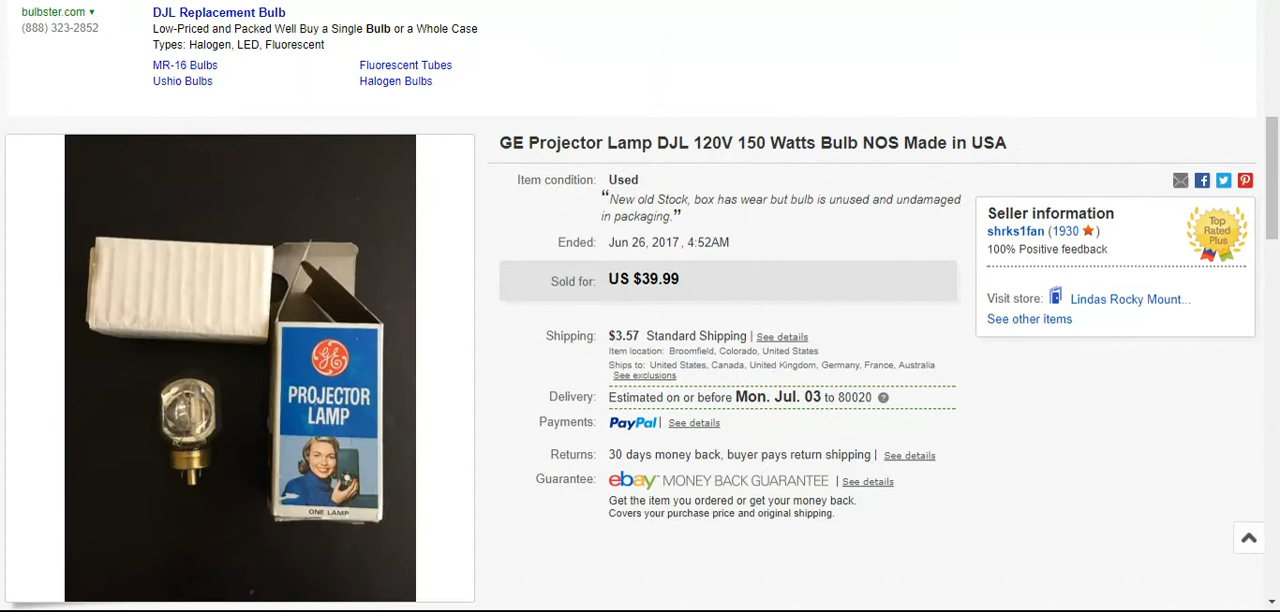 bulbster.com ▾
(888) 323-2852
DJL Replacement Bulb
Low-Priced and Packed Well Buy a Single Bulb or a Whole Case
Types: Halogen, LED, Fluorescent
MR-16 Bulbs
Fluorescent Tubes
Ushio Bulbs
Halogen Bulbs
GE
PROJECTOR
LAMP
ONE LAMP
GE Projector Lamp DJL 120V 150 Watts Bulb NOS Made in USA
Item condition: Used
“New old Stock, box has wear but bulb is unused and undamaged
in packaging.”
Ended: Jun 26, 2017 , 4:52AM
Sold for: US $39.99
Shipping: $3.57 Standard Shipping | See details
Item location: Broomfield, Colorado, United States
Ships to: United States, Canada, United Kingdom, Germany, France, Australia
See exclusions
Delivery: Estimated on or before Mon. Jul. 03 to 80020 ?
Payments: PayPal | See details
Returns: 30 days money back, buyer pays return shipping | See details
Guarantee: ebay MONEY BACK GUARANTEE | See details
Get the item you ordered or get your money back.
Covers your purchase price and original shipping.
Seller information
shrks1fan (1930 ★ )
100% Positive feedback
Top
Rated
Plus
Visit store: Lindas Rocky Mount...
See other items